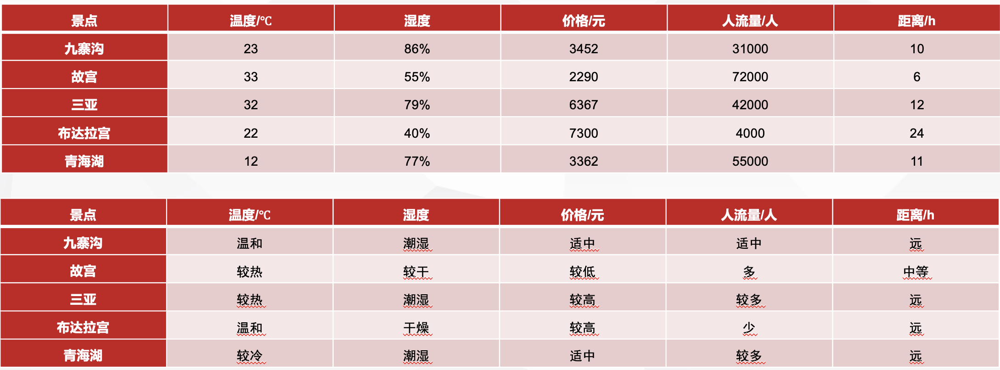 景点 温度/℃ 湿度 价格/元 人流量/人 距离/h
九寨沟 23 86% 3452 31000 10
故宫 33 55% 2290 72000 6
三亚 32 79% 6367 42000 12
布达拉宫 22 40% 7300 4000 24
青海湖 12 77% 3362 55000 11
景点 温度/℃ 湿度 价格/元 人流量/人 距离/h
九寨沟 温和 潮湿 适中 适中 远
故宫 较热 较干 较低 多 中等
三亚 较热 潮湿 较高 较多 远
布达拉宫 温和 干燥 较高 少 远
青海湖 较冷 潮湿 适中 较多 远